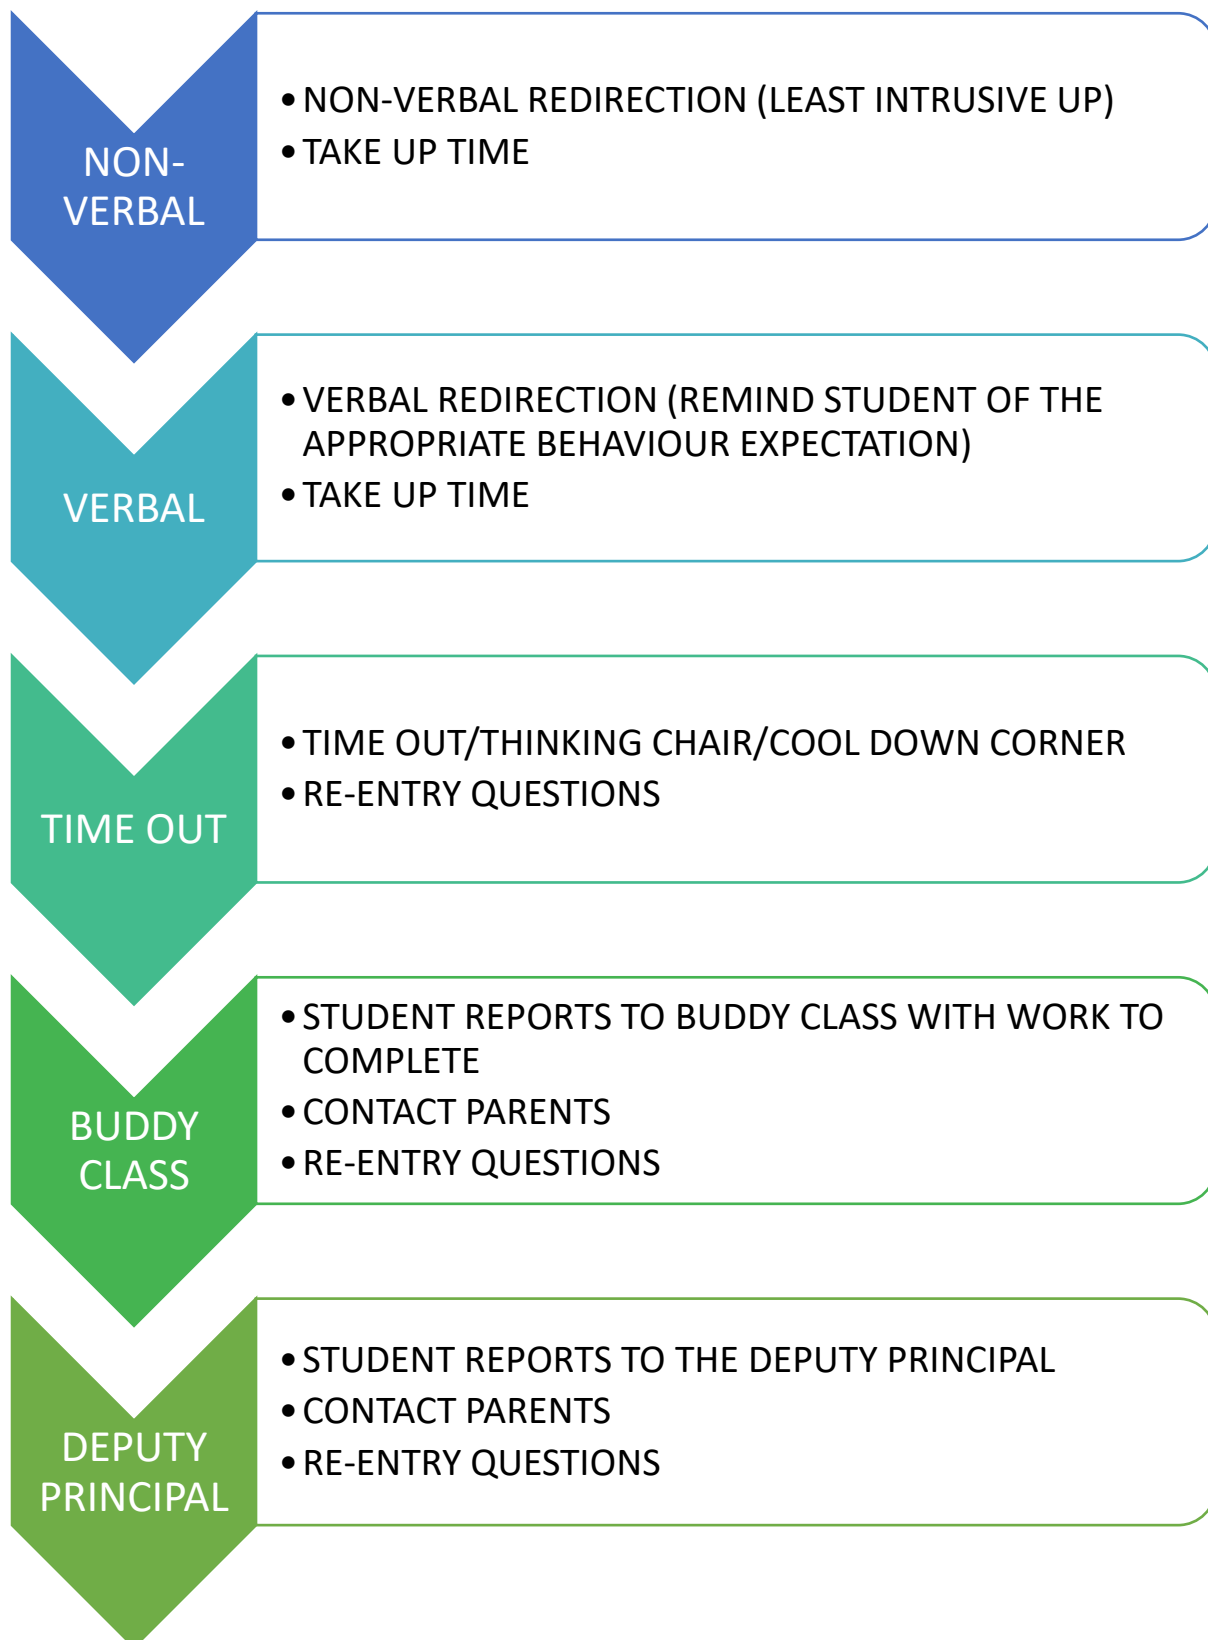 NON-
VERBAL
• NON-VERBAL REDIRECTION (LEAST INTRUSIVE UP)
• TAKE UP TIME
VERBAL
• VERBAL REDIRECTION (REMIND STUDENT OF THE
APPROPRIATE BEHAVIOUR EXPECTATION)
• TAKE UP TIME
TIME OUT
• TIME OUT/THINKING CHAIR/COOL DOWN CORNER
• RE-ENTRY QUESTIONS
BUDDY
CLASS
• STUDENT REPORTS TO BUDDY CLASS WITH WORK TO
COMPLETE
• CONTACT PARENTS
• RE-ENTRY QUESTIONS
DEPUTY
PRINCIPAL
• STUDENT REPORTS TO THE DEPUTY PRINCIPAL
• CONTACT PARENTS
• RE-ENTRY QUESTIONS